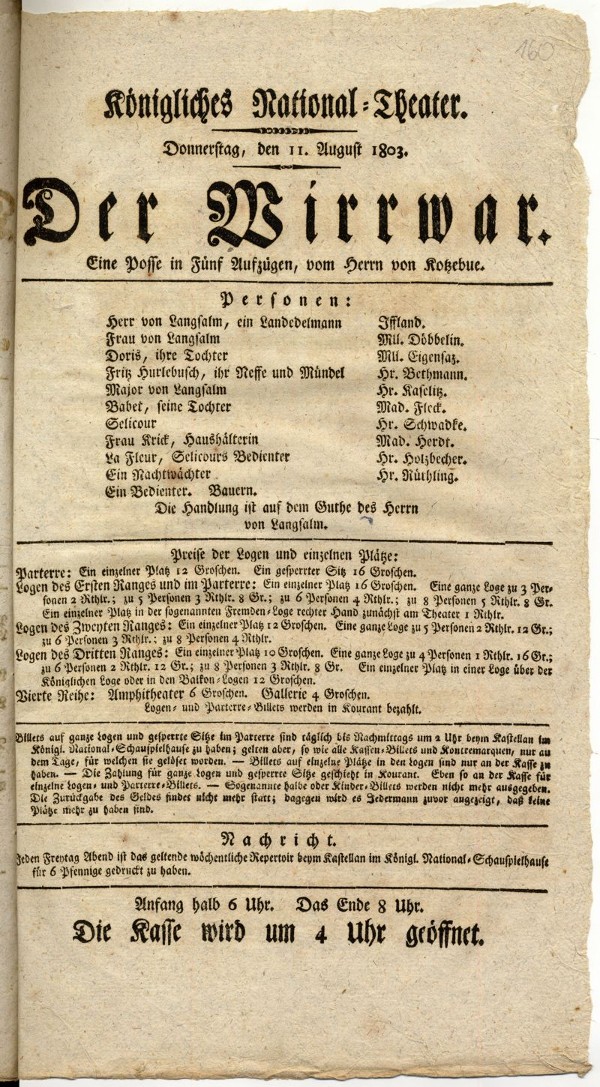 160
Königliches National-Theater.
Donnerstag, den 11. August 1803.
Der Wirrwar.
Eine Posse in Fünf Aufzügen, vom Herrn von Kotzebue.
Personen:
Herr von Langsalm, ein Landedelmann Iffland.
Frau von Langsalm Mll. Döbbelin.
Doris, ihre Tochter Mll. Eigensaz.
Fritz Hurlebusch, ihr Neffe und Mündel Hr. Bethmann.
Major von Langsalm Hr. Kaselitz.
Babet, seine Tochter Mad. Fleck.
Selicour Hr. Schwadke.
Frau Krick, Haushälterin Mad. Herdt.
La Fleur, Selicours Bedienter Hr. Holzbecher.
Ein Nachtwächter Hr. Rüthling.
Ein Bedienter. Bauern.
Die Handlung ist auf dem Guthe des Herrn
von Langsalm.
Preise der Logen und einzelnen Plätze:
Parterre: Ein einzelner Platz 12 Groschen. Ein gesperrter Sitz 16 Groschen.
Logen des Ersten Ranges und im Parterre: Ein einzelner Platz 16 Groschen. Eine ganze Loge zu 3 Per-
sonen 2 Rthlr.; zu 5 Personen 3 Rthlr. 8 Gr.; zu 6 Personen 4 Rthlr.; zu 8 Personen 5 Rthlr. 8 Gr.
Ein einzelner Platz in der sogenannten Fremden-Loge rechter Hand zunächst am Theater 1 Rthlr.
Logen des Zweyten Ranges: Ein einzelner Platz 12 Groschen. Eine ganze Loge zu 5 Personen 2 Rthlr. 12 Gr.;
zu 6 Personen 3 Rthlr.; zu 8 Personen 4 Rthlr.
Logen des Dritten Ranges: Ein einzelner Platz 10 Groschen. Eine ganze Loge zu 4 Personen 1 Rthlr. 16 Gr.;
zu 6 Personen 2 Rthlr. 12 Gr.; zu 8 Personen 3 Rthlr. 8 Gr. Ein einzelner Platz in einer Loge über der
Königlichen Loge oder in den Balkon-Logen 12 Groschen.
Vierte Reihe: Amphitheater 6 Groschen. Gallerie 4 Groschen.
Logen- und Parterre-Billets werden in Kourant bezahlt.
Billets auf ganze Logen und gesperrte Sitze im Parterre sind täglich bis Nachmittags um 2 Uhr beym Kastellan im
Königl. National-Schauspielhause zu haben; gelten aber, so wie alle Kassen-Billets und Kontremarquen, nur an
dem Tage, für welchen sie gelöset worden. — Billets auf einzelne Plätze in den Logen sind nur an der Kasse zu
haben. — Die Zahlung für ganze Logen und gesperrte Sitze geschieht in Kourant. Eben so an der Kasse für
einzelne Logen- und Parterre-Billets. — Sogenannte halbe oder Kinder-Billets werden nicht mehr ausgegeben.
Die Zurückgabe des Geldes findet nicht mehr statt; dagegen wird es Jedermann zuvor angezeigt, daß keine
Plätze mehr zu haben sind.
Nachricht.
Jeden Freytag Abend ist das geltende wöchentliche Repertoir beym Kastellan im Königl. National-Schauspielhause
für 6 Pfennige gedruckt zu haben.
Anfang halb 6 Uhr. Das Ende 8 Uhr.
Die Kasse wird um 4 Uhr geöffnet.